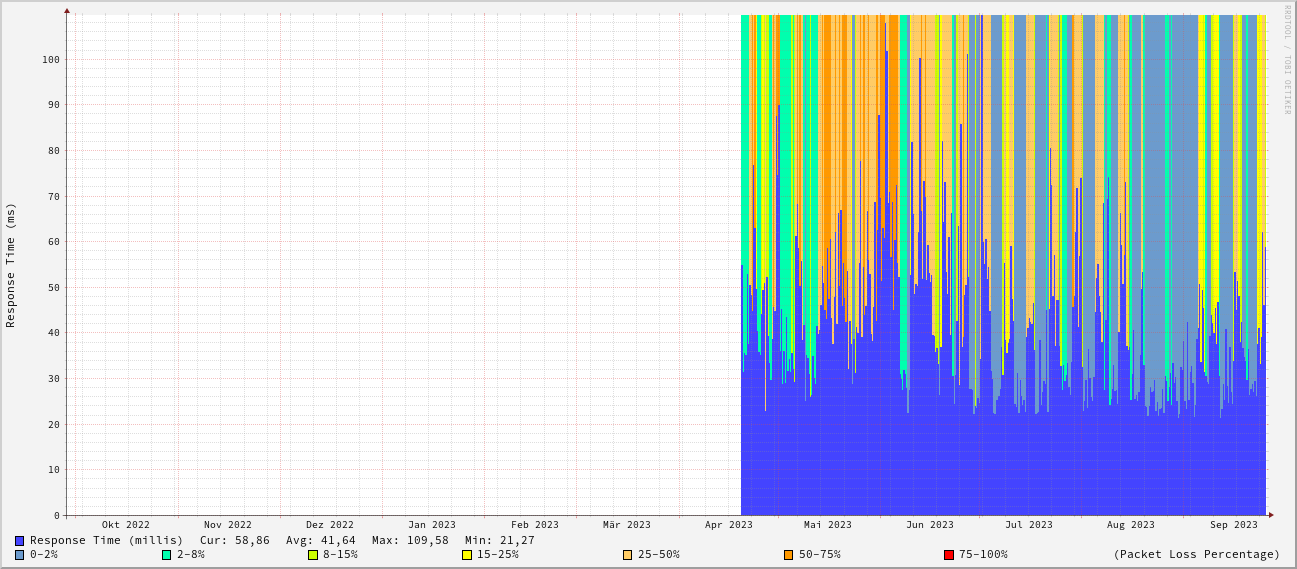 RRDTOOL / TOBI OETIKER
Response Time (ms)
100
90
80
70
60
50
40
30
20
10
0
Okt 2022 Nov 2022 Dez 2022 Jan 2023 Feb 2023 Mär 2023 Apr 2023 Mai 2023 Jun 2023 Jul 2023 Aug 2023 Sep 2023
Response Time (millis) Cur: 58,86 Avg: 41,64 Max: 109,58 Min: 21,27
0-2% 2-8% 8-15% 15-25% 25-50% 50-75% 75-100% (Packet Loss Percentage)